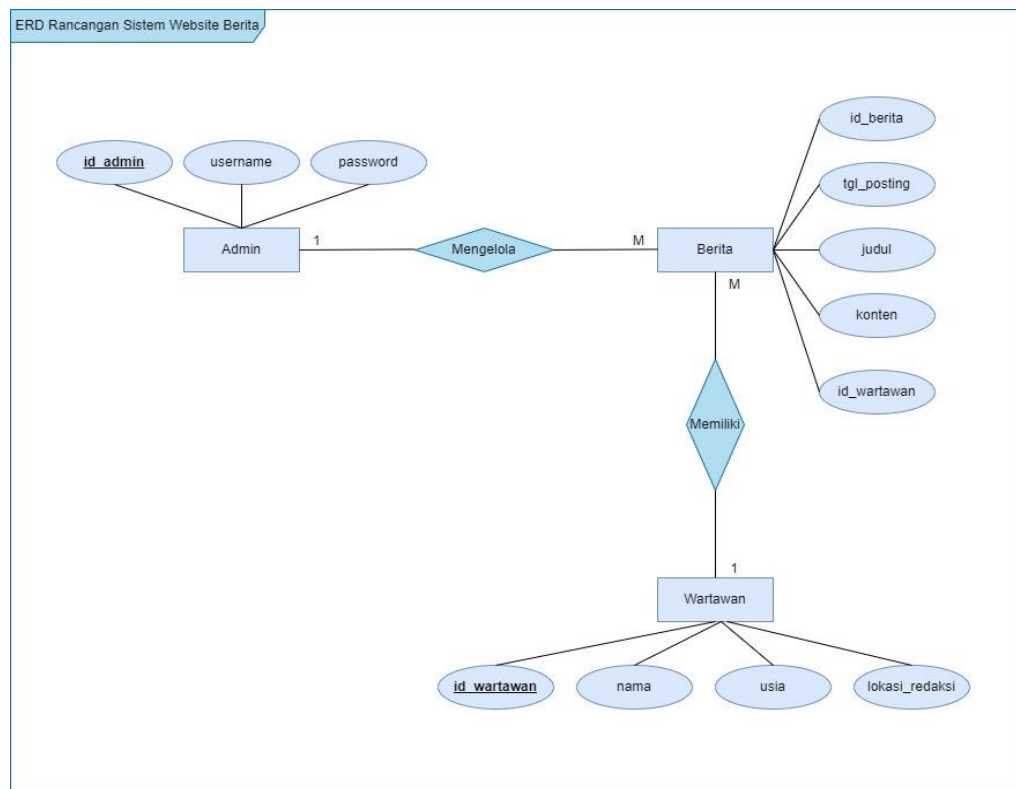 ERD Rancangan Sistem Website Berita
id_admin
username
password
Admin
1
Mengelola
M
Berita
id_berita
tgl_posting
judul
konten
id_wartawan
M
Memiliki
1
Wartawan
id_wartawan
nama
usia
lokasi_redaksi